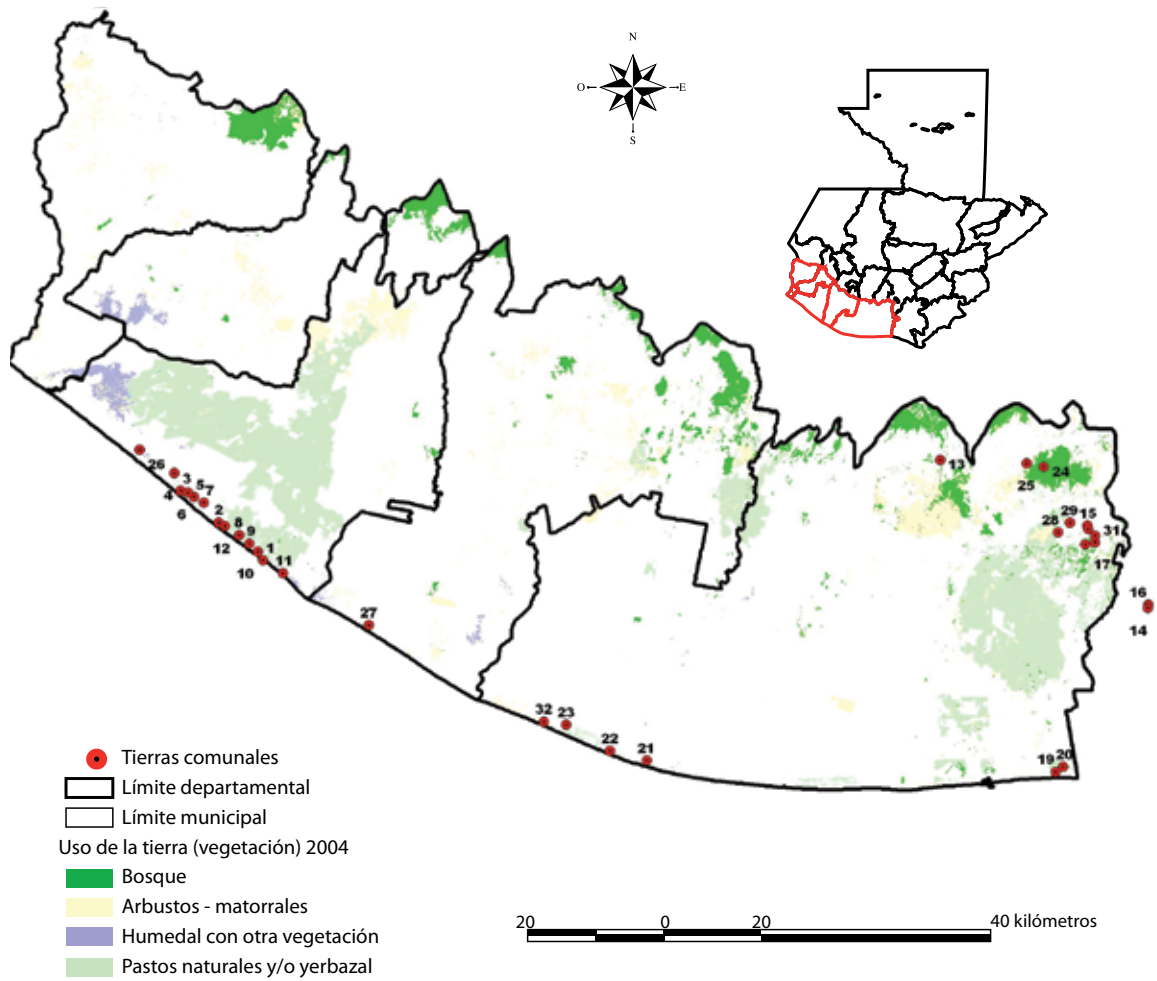 N
O
E
S
13
25
24
26
3
5
7
4
6
2
8
9
12
1
10
11
29
15
28
31
17
16
14
27
32
23
22
21
20
19
Tierras comunales
Límite departamental
Límite municipal
Uso de la tierra (vegetación) 2004
Bosque
Arbustos - matorrales
Humedal con otra vegetación
Pastos naturales y/o yerbazal
20 0 20 40 kilómetros